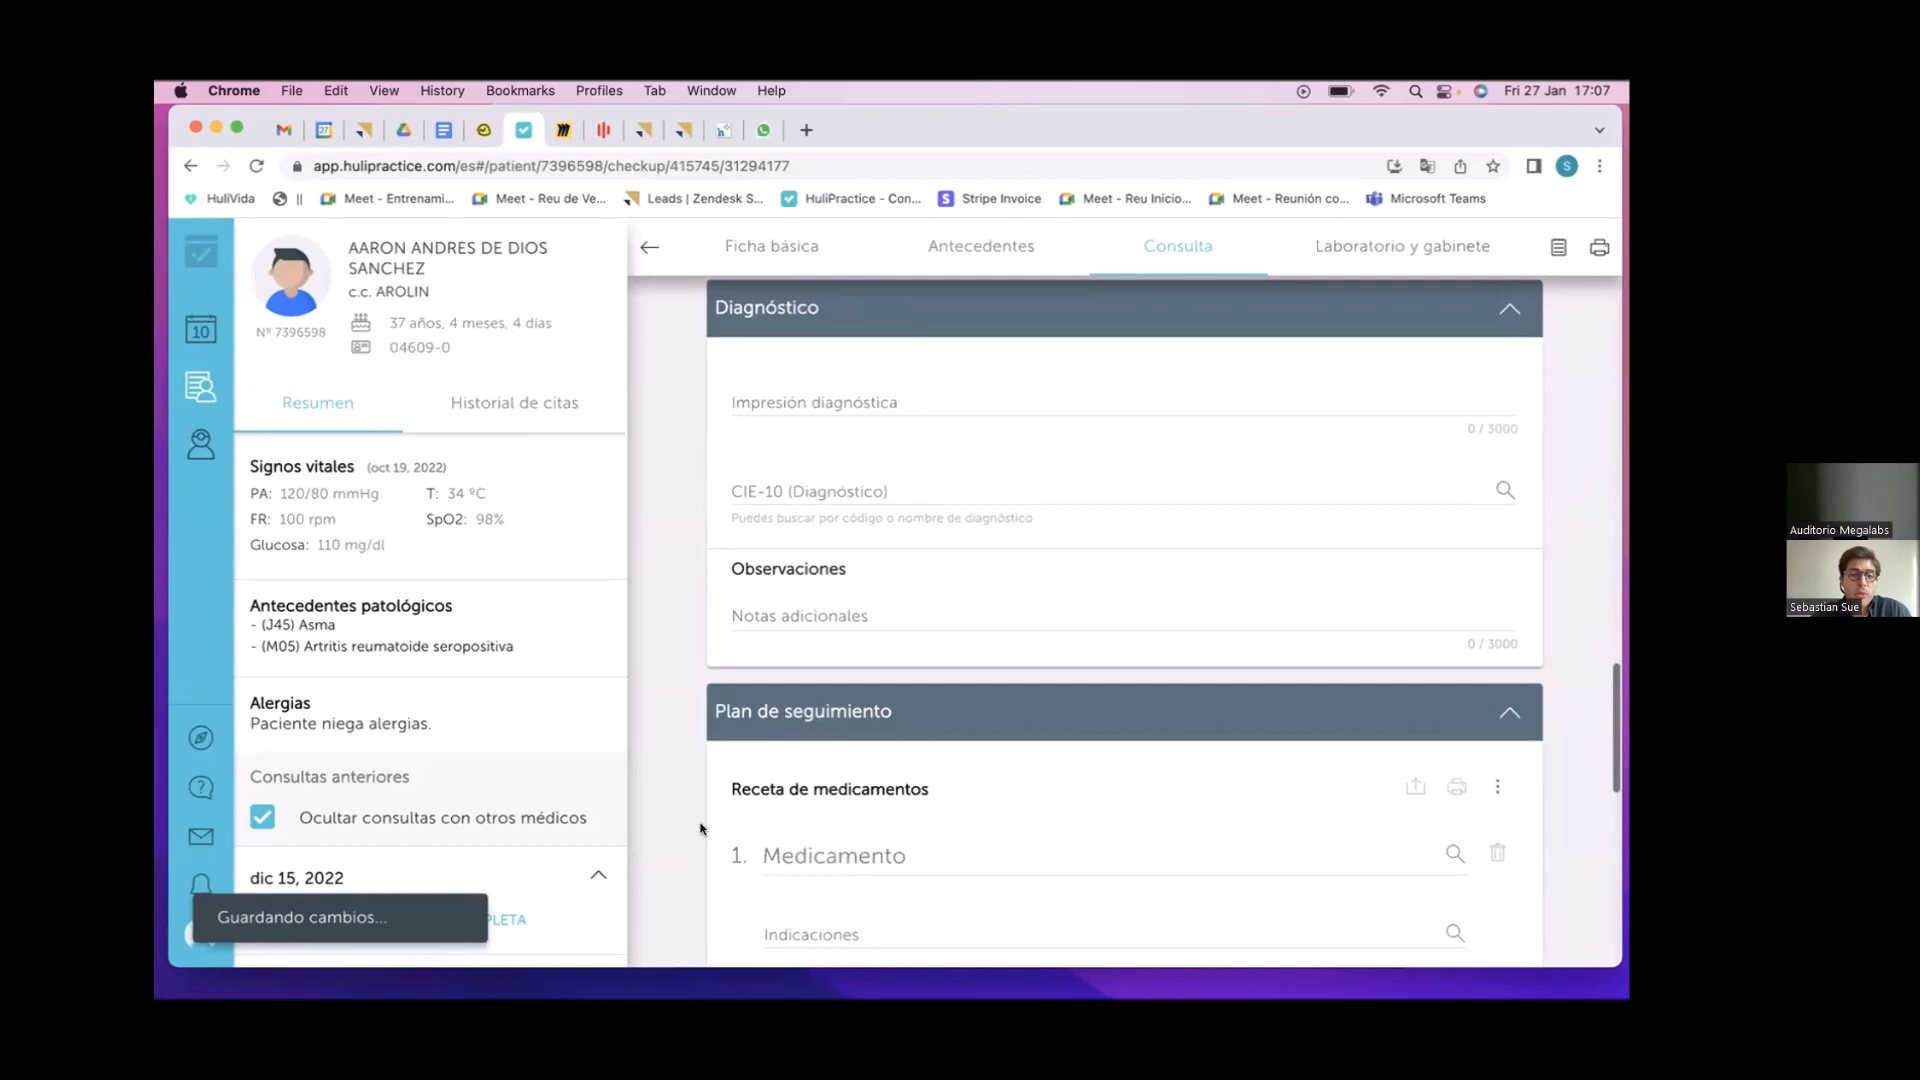 Chrome File Edit View History Bookmarks Profiles Tab Window Help
Fri 27 Jan 17:07
app.hulipractice.com/es#/patient/7396598/checkup/415745/31294177
S
HuliVida
||
Meet - Entrenami...
Meet - Reu de Ve...
Leads | Zendesk S...
HuliPractice - Con...
S
Stripe Invoice
Meet - Reu Inicio...
Meet - Reunión co...
Microsoft Teams
10
AARON ANDRES DE DIOS
SANCHEZ
c.c. AROLIN
Nº 7396598
37 años, 4 meses, 4 dias
04609-0
Resumen
Historial de citas
Signos vitales (oct 19, 2022)
PA: 120/80 mmHg T: 34 ºC
FR: 100 rpm SpO2: 98%
Glucosa: 110 mg/dl
Antecedentes patológicos
- (J45) Asma
- (M05) Artritis reumatoide seropositiva
Alergias
Paciente niega alergias.
Consultas anteriores
Ocultar consultas con otros médicos
dic 15, 2022
PLETA
Guardando cambios...
Ficha básica
Antecedentes
Consulta
Laboratorio y gabinete
Diagnóstico
Impresión diagnóstica
0 / 3000
CIE-10 (Diagnóstico)
Puedes buscar por código o nombre de diagnóstico
Observaciones
Notas adicionales
0 / 3000
Plan de seguimiento
Receta de medicamentos
1. Medicamento
Indicaciones
Auditorio Megalabs
Sebastian Sue